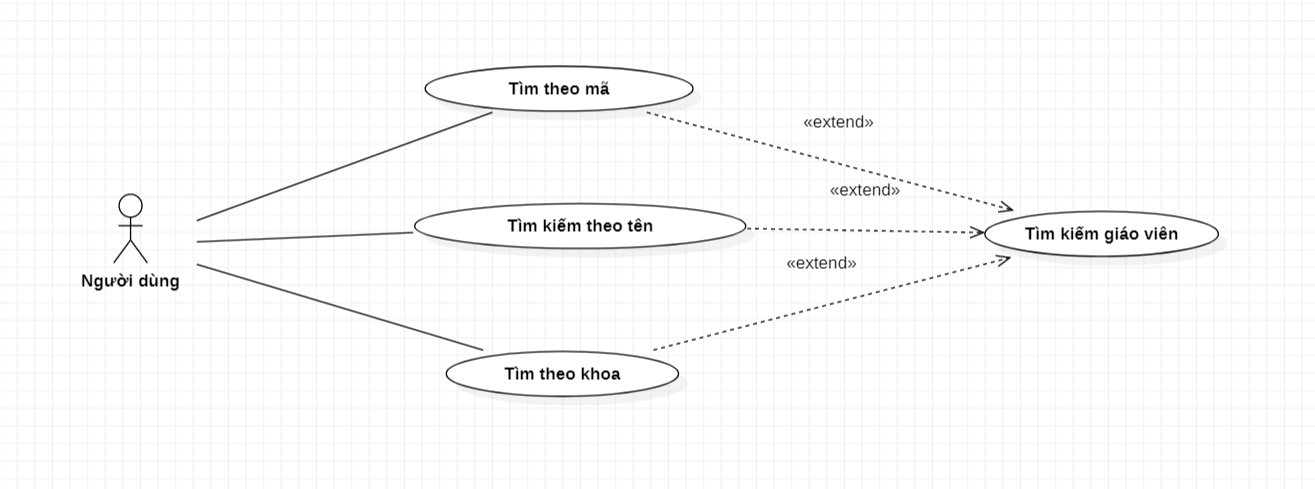 Tìm theo mã
«extend»
«extend»
Tìm kiếm theo tên
Tìm kiếm giáo viên
«extend»
Người dùng
Tìm theo khoa